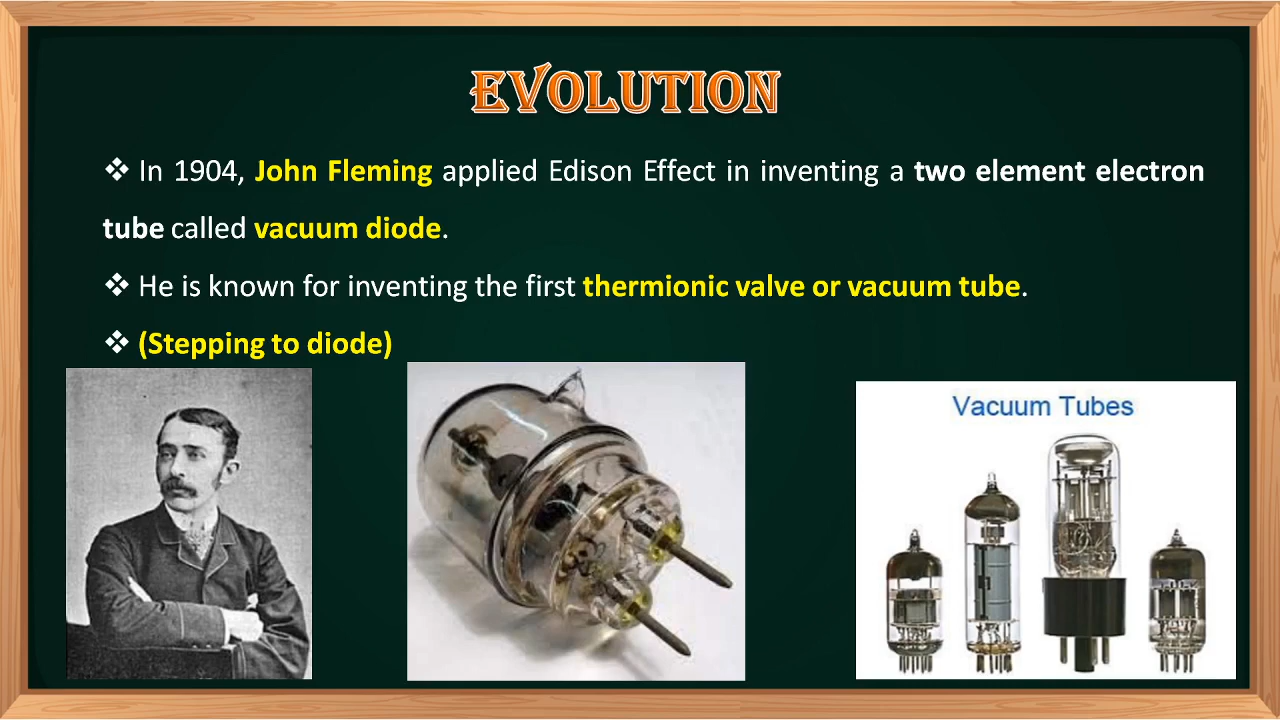 EVOLUTION
❖ In 1904, John Fleming applied Edison Effect in inventing a two element electron
tube called vacuum diode.
❖ He is known for inventing the first thermionic valve or vacuum tube.
❖ (Stepping to diode)
Vacuum Tubes